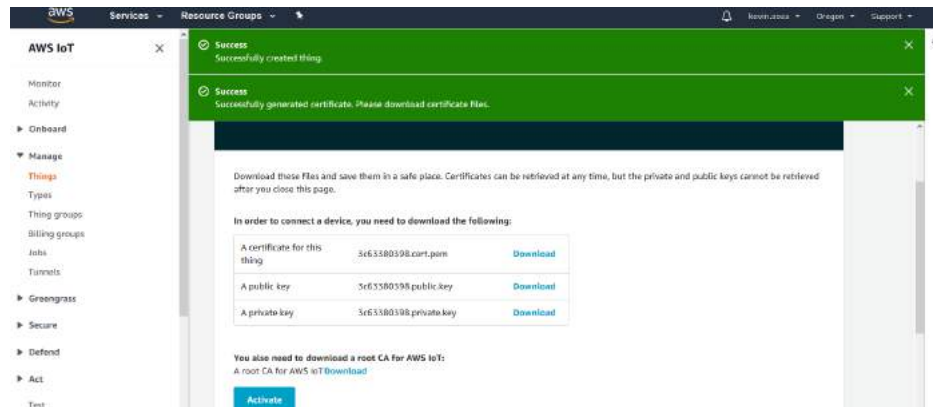 aws
Services
Resource Groups
Oregon
Support
AWS IoT
Success
Successfully created thing.
Success
Successfully generated certificate. Please download certificate files.
Monitor
Activity
Onboard
Manage
Things
Types
Thing groups
Billing groups
Jobs
Tunnels
Greengrass
Secure
Defend
Act
Test
Download these files and save them in a safe place. Certificates can be retrieved at any time, but the private and public keys cannot be retrieved
after you close this page.
In order to connect a device, you need to download the following:
A certificate for this
thing
3c63380398.cert.pem
Download
A public key
3c63380398.public.key
Download
A private key
3c63380398.private.key
Download
You also need to download a root CA for AWS IoT:
A root CA for AWS IoT Download
Activate